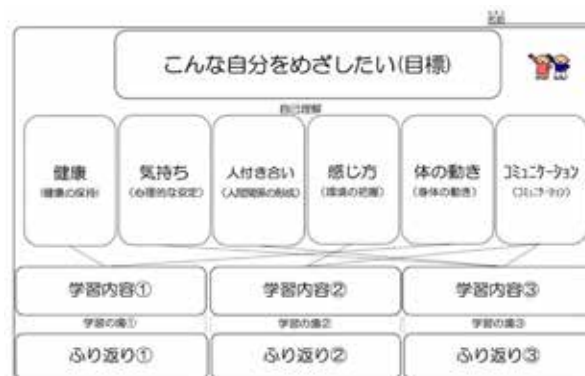 名前
こんな自分をめざしたい(目標)
自己理解
健康
(健康の保持)
気持ち
(心理的な安定)
人付き合い
(人間関係の形成)
感じ方
(環境の把握)
体の動き
(身体の動き)
コミュニケーション
(コミュニケーション)
学習内容①
学習内容②
学習内容③
学習の歯①
学習の歯2
学習の歯3
ふり返り①
ふり返り②
ふり返り③